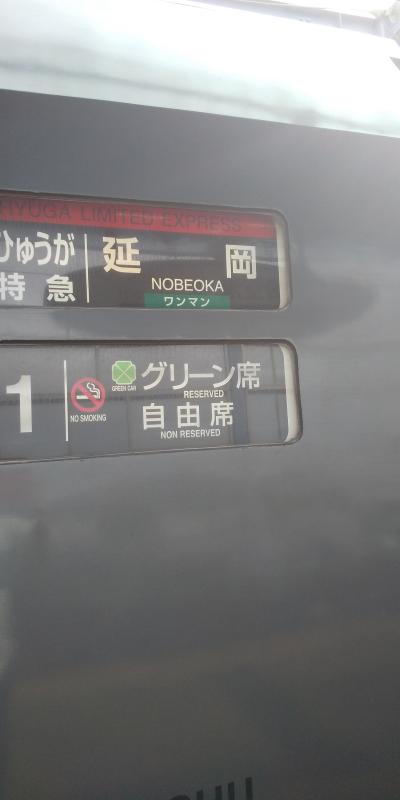 HYUGA LIMITED EXPRESS
ひゅうが
特急
延岡
NOBEOKA
ワンマン
1
NO SMOKING
GREEN CAR
グリーン席
RESERVED
自由席
NON RESERVED